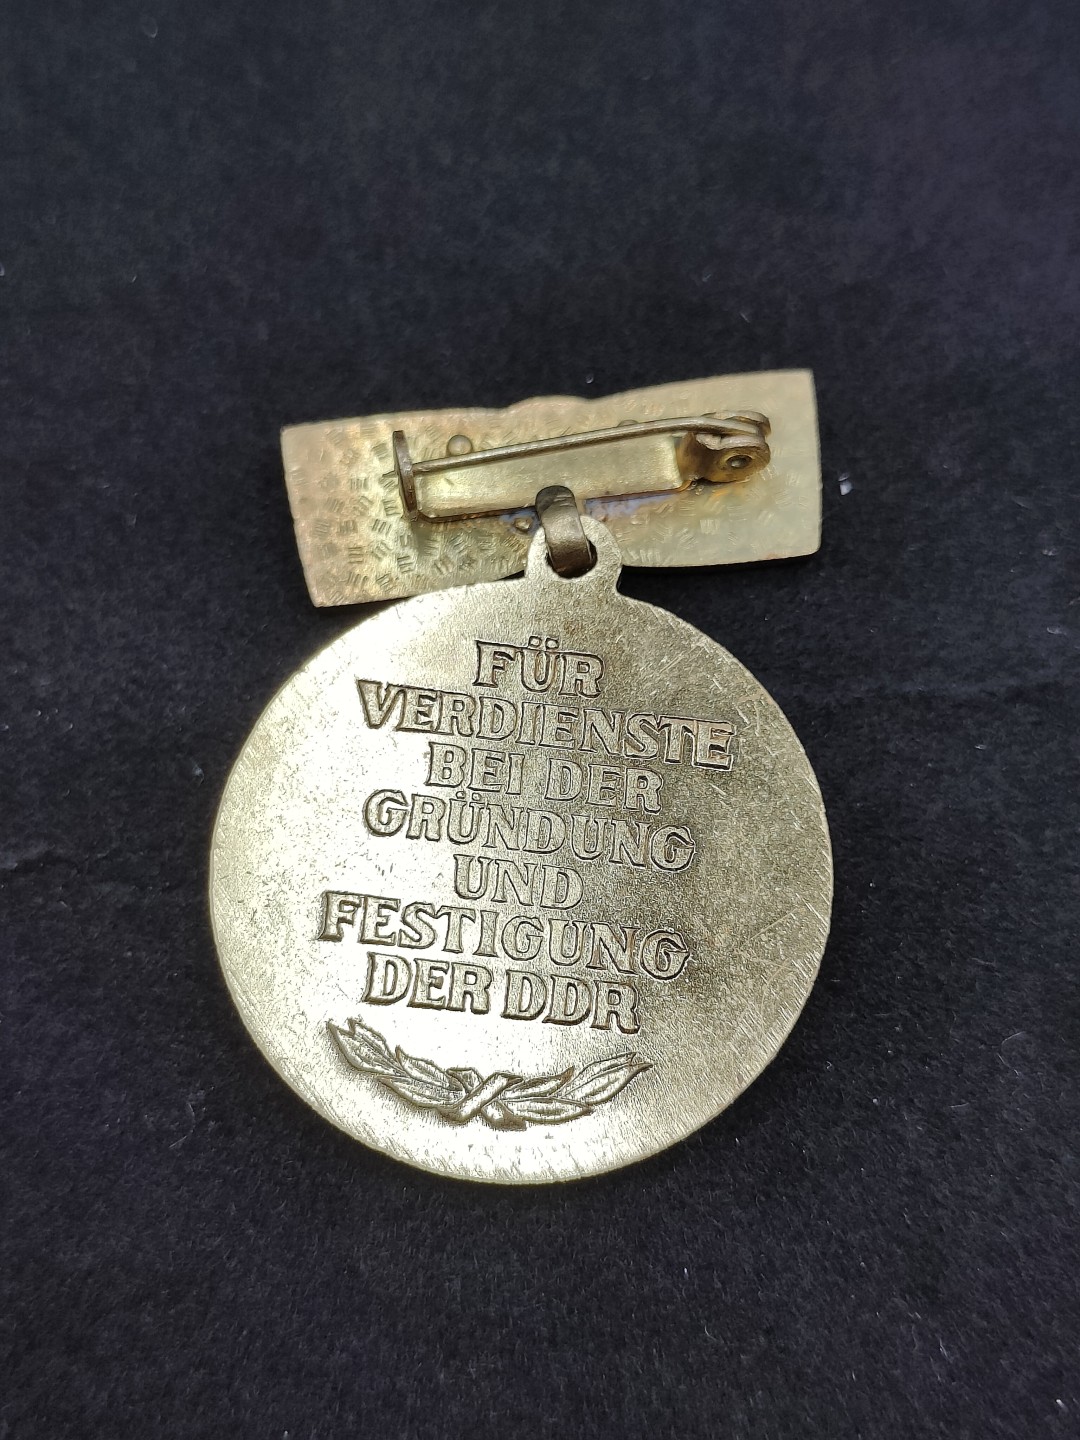 FÜR
VERDIENSTE
BEI DER
GRÜNDUNG
UND
FESTIGUNG
DER DDR